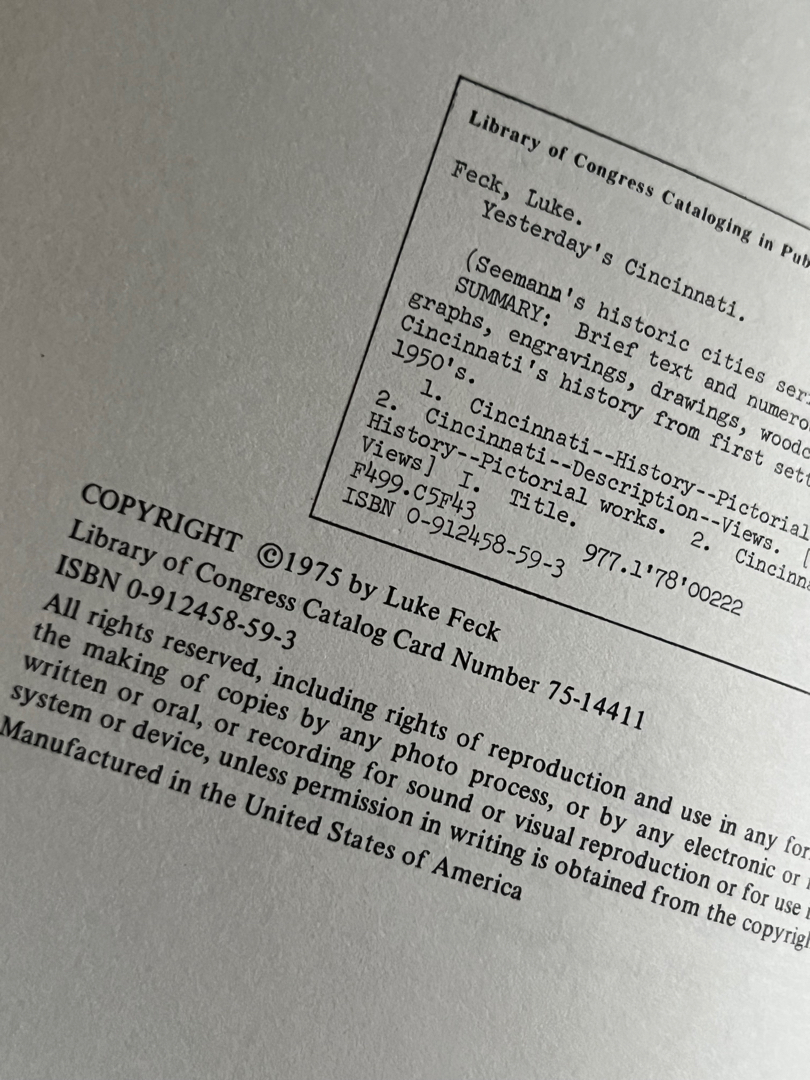 Library of Congress Cataloging in Pub
Feck, Luke.
Yesterday's Cincinnati.
(Seemann's historic cities seri
SUMMARY: Brief text and numero
graphs, engravings, drawings, woodc
Cincinnati's history from first sett
1950's.
1. Cincinnati--History--Pictorial
2. Cincinnati--Description--Views. [
History--Pictorial works. 2. Cincinna
Views] I. Title.
F499.C5F43 977.1'78'00222
ISBN 0-912458-59-3
COPYRIGHT ©1975 by Luke Feck
Library of Congress Catalog Card Number 75-14411
ISBN 0-912458-59-3
All rights reserved, including rights of reproduction and use in any for
the making of copies by any photo process, or by any electronic or
written or oral, or recording for sound or visual reproduction or for use
system or device, unless permission in writing is obtained from the copyrigh
Manufactured in the United States of America